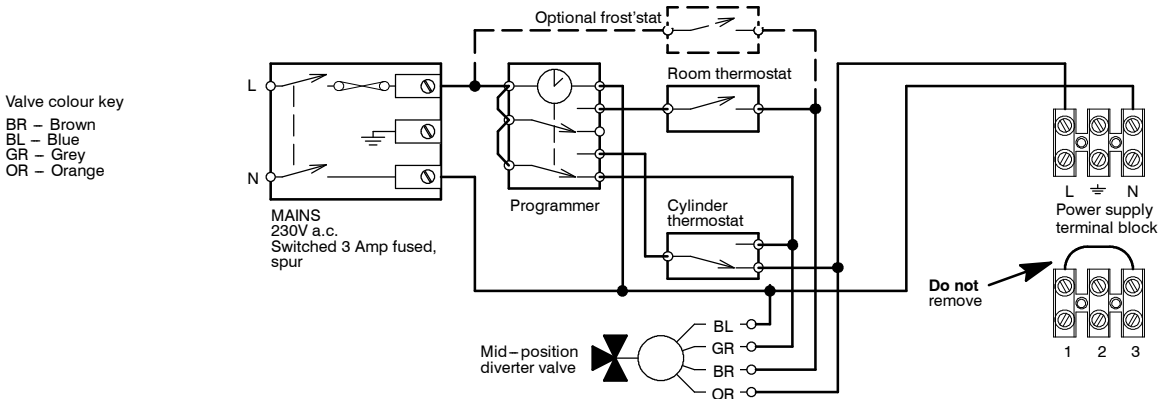 Optional frost'stat
Room thermostat
Valve colour key
BR – Brown
BL – Blue
GR – Grey
OR – Orange
L
N
MAINS
230V a.c.
Switched 3 Amp fused,
spur
Programmer
Cylinder
thermostat
L
N
Power supply
terminal block
Do not
remove
1 2 3
Mid–position
diverter valve
BL
GR
BR
OR